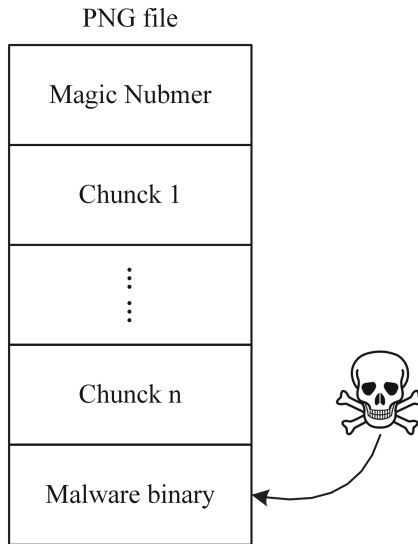 PNG file
Magic Nubmer
Chunck 1
Chunck n
Malware binary